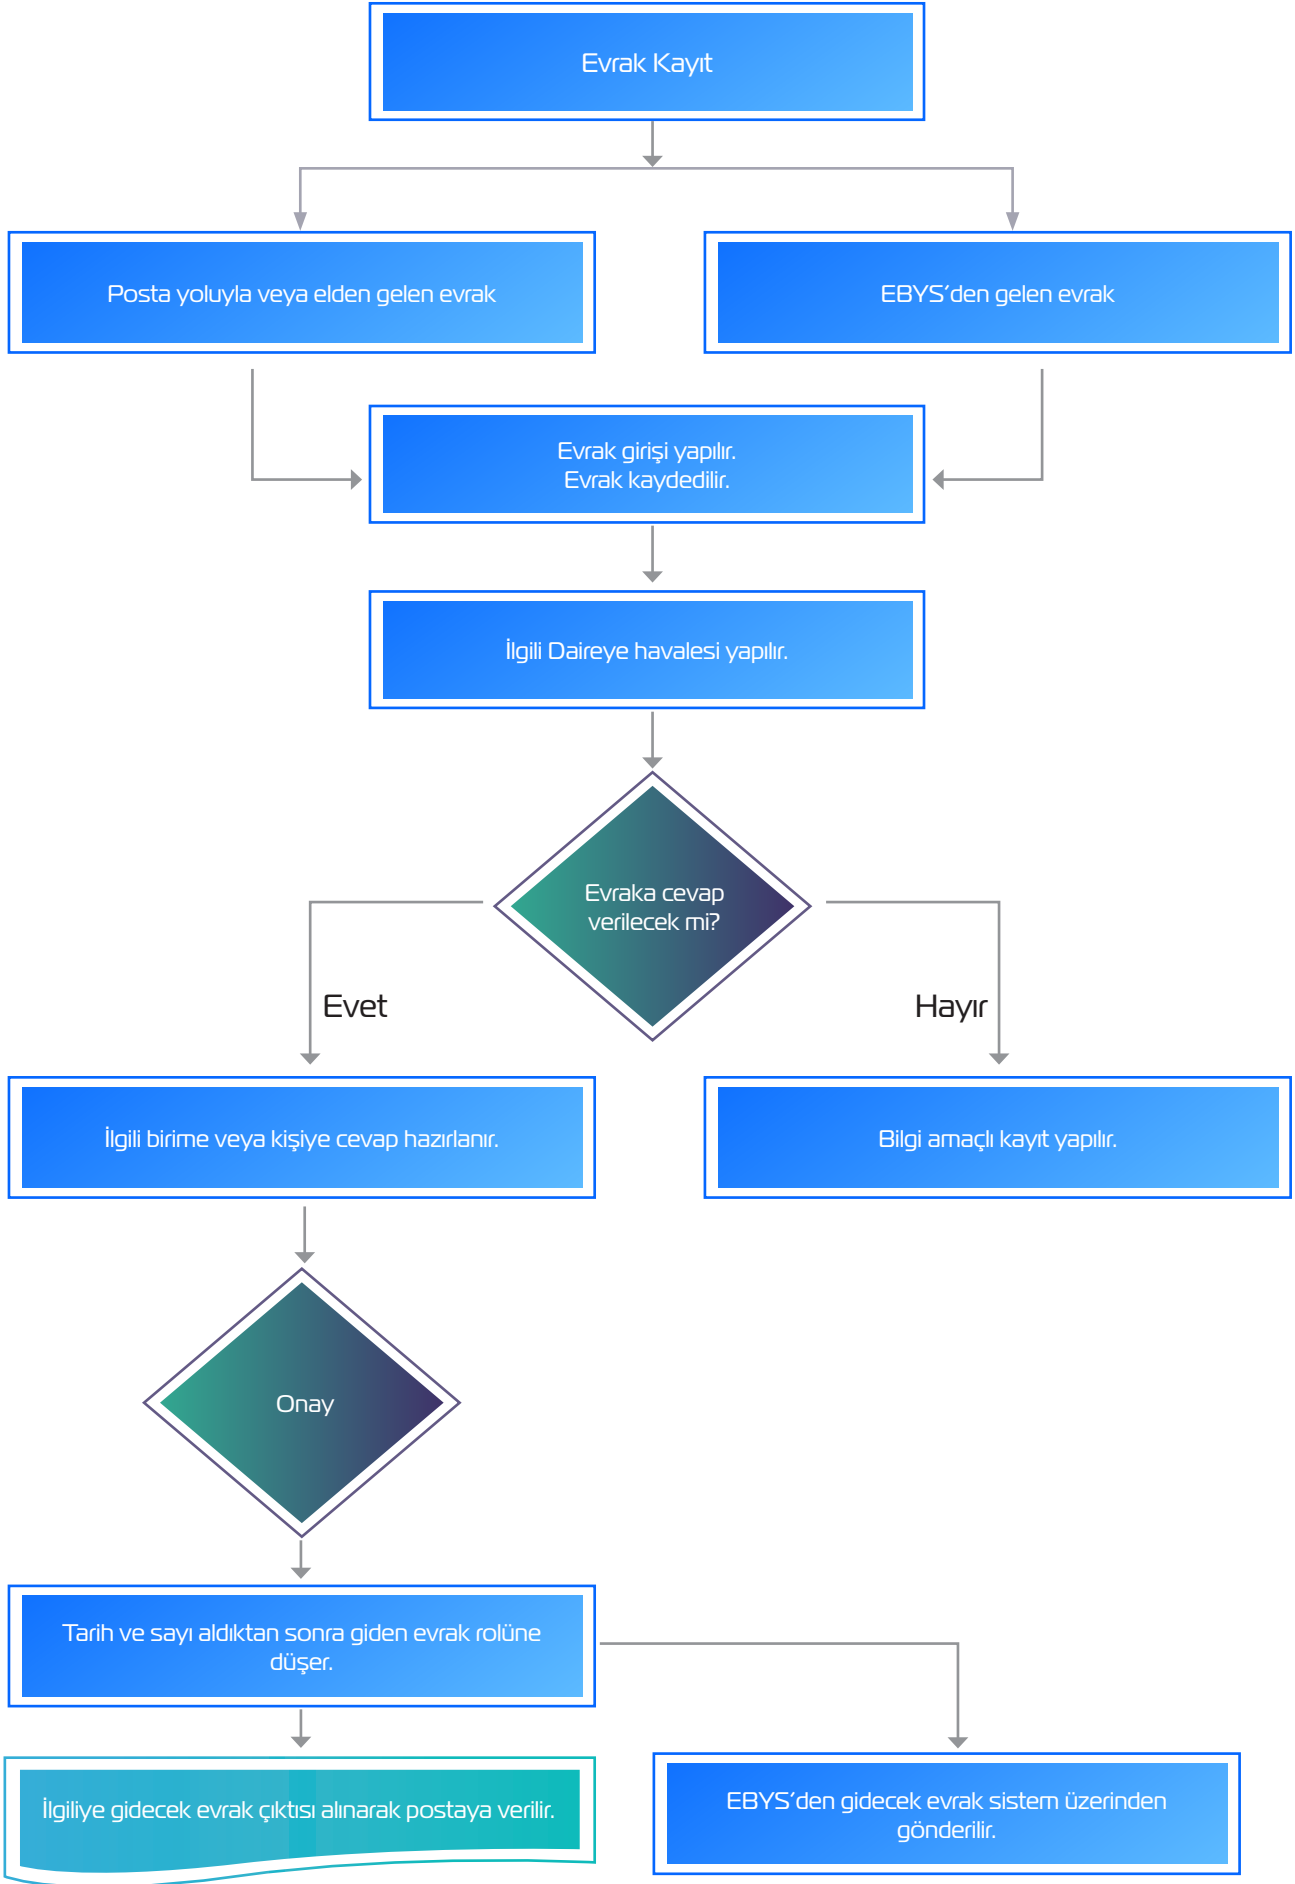 Evrak Kayıt
Posta yoluyla veya elden gelen evrak
EBYS’den gelen evrak
Evrak girişi yapılır.
Evrak kaydedilir.
İlgili Daireye havalesi yapılır.
Evraka cevap
verilecek mi?
Evet
Hayır
İlgili birime veya kişiye cevap hazırlanır.
Bilgi amaçlı kayıt yapılır.
Onay
Tarih ve sayı aldıktan sonra giden evrak rolüne
düşer.
İlgiliye gidecek evrak çıktısı alınarak postaya verilir.
EBYS’den gidecek evrak sistem üzerinden
gönderilir.